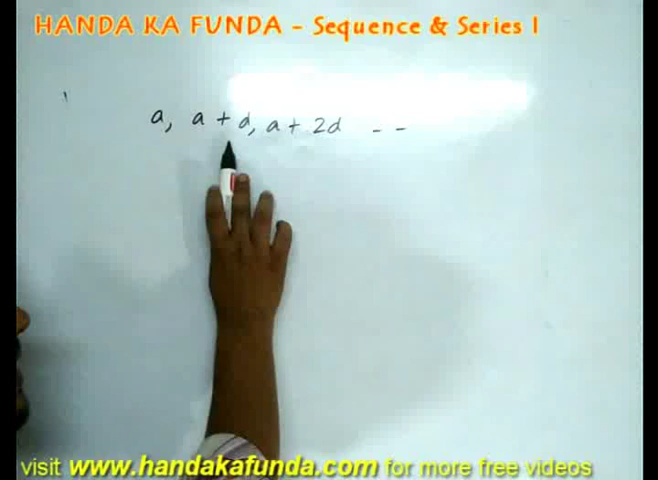 HANDA KA FUNDA - Sequence & Series I
a, a + d, a + 2d - -
visit www.handakafunda.com for more free videos